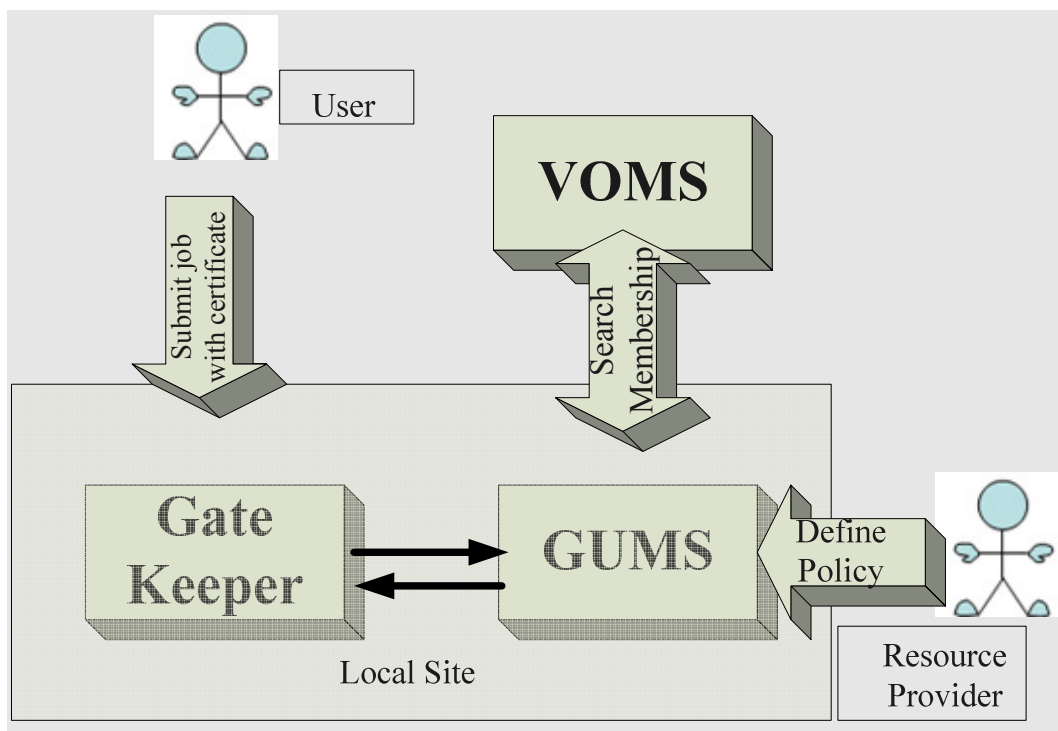 User
VOMS
Submit job
with certificate
Search
Membership
Gate
Keeper
GUMS
Define
Policy
Local Site
Resource
Provider